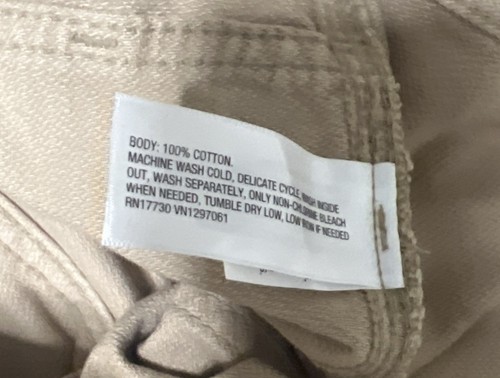 BODY: 100% COTTON.
MACHINE WASH COLD, DELICATE CYCLE, WASH INSIDE
OUT, WASH SEPARATELY, ONLY NON-CHLORINE BLEACH
WHEN NEEDED, TUMBLE DRY LOW, LOW IRON IF NEEDED
RN17730 VN1297061